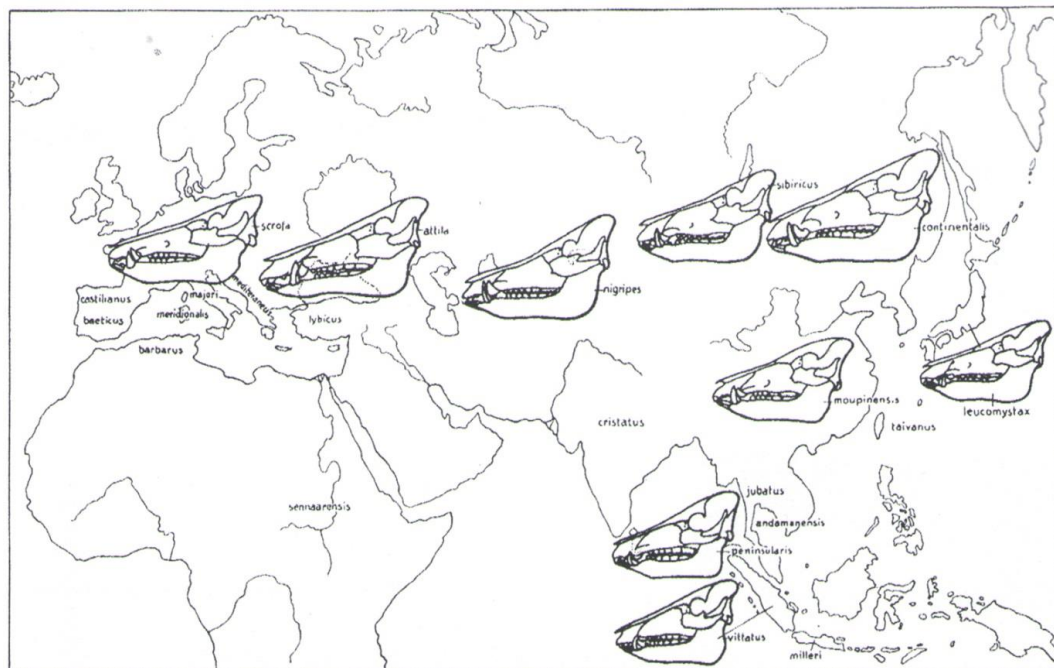 sibiricus
scrofa
attila
continentalis
nigripes
mediterraneus
castilianus
majori
baeticus
meridionalis
lybicus
barbarus
moupinensis
leucomystax
cristatus
taivanus
jubatus
sennaarensis
andamanensis
peninsularis
vittatus
milleri